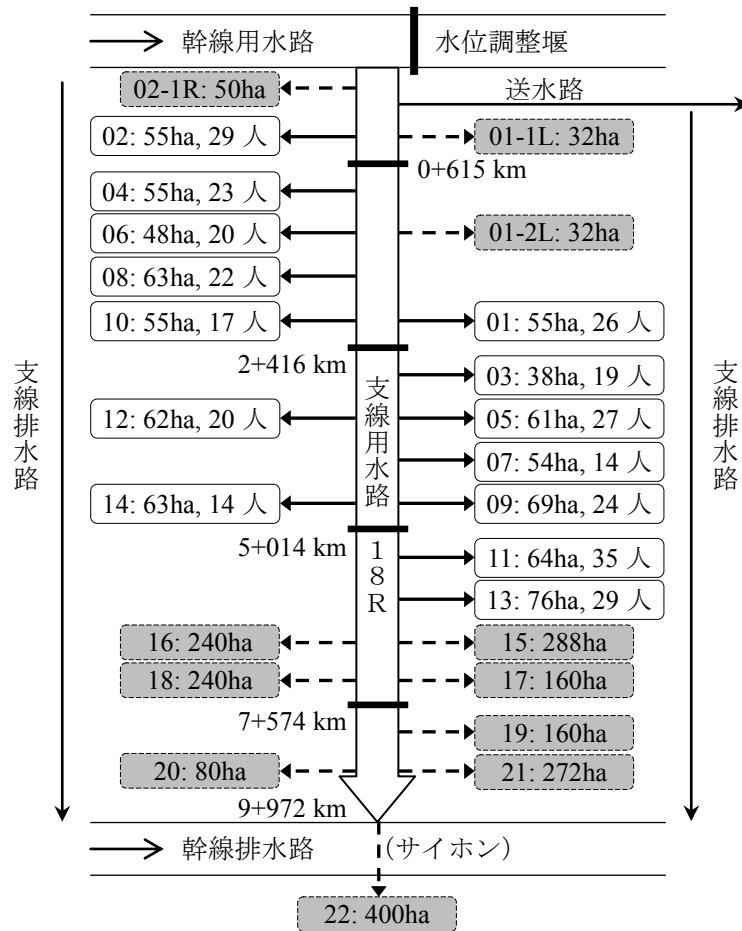 幹線用水路
水位調整堰
02-1R: 50ha
送水路
02: 55ha, 29 人
01-1L: 32ha
0+615 km
04: 55ha, 23 人
06: 48ha, 20 人
01-2L: 32ha
08: 63ha, 22 人
10: 55ha, 17 人
01: 55ha, 26 人
2+416 km
03: 38ha, 19 人
12: 62ha, 20 人
05: 61ha, 27 人
07: 54ha, 14 人
14: 63ha, 14 人
09: 69ha, 24 人
支線排水路
支線用水路18R
支線排水路
5+014 km
11: 64ha, 35 人
13: 76ha, 29 人
16: 240ha
15: 288ha
18: 240ha
17: 160ha
7+574 km
19: 160ha
20: 80ha
21: 272ha
9+972 km
幹線排水路
(サイホン)
22: 400ha